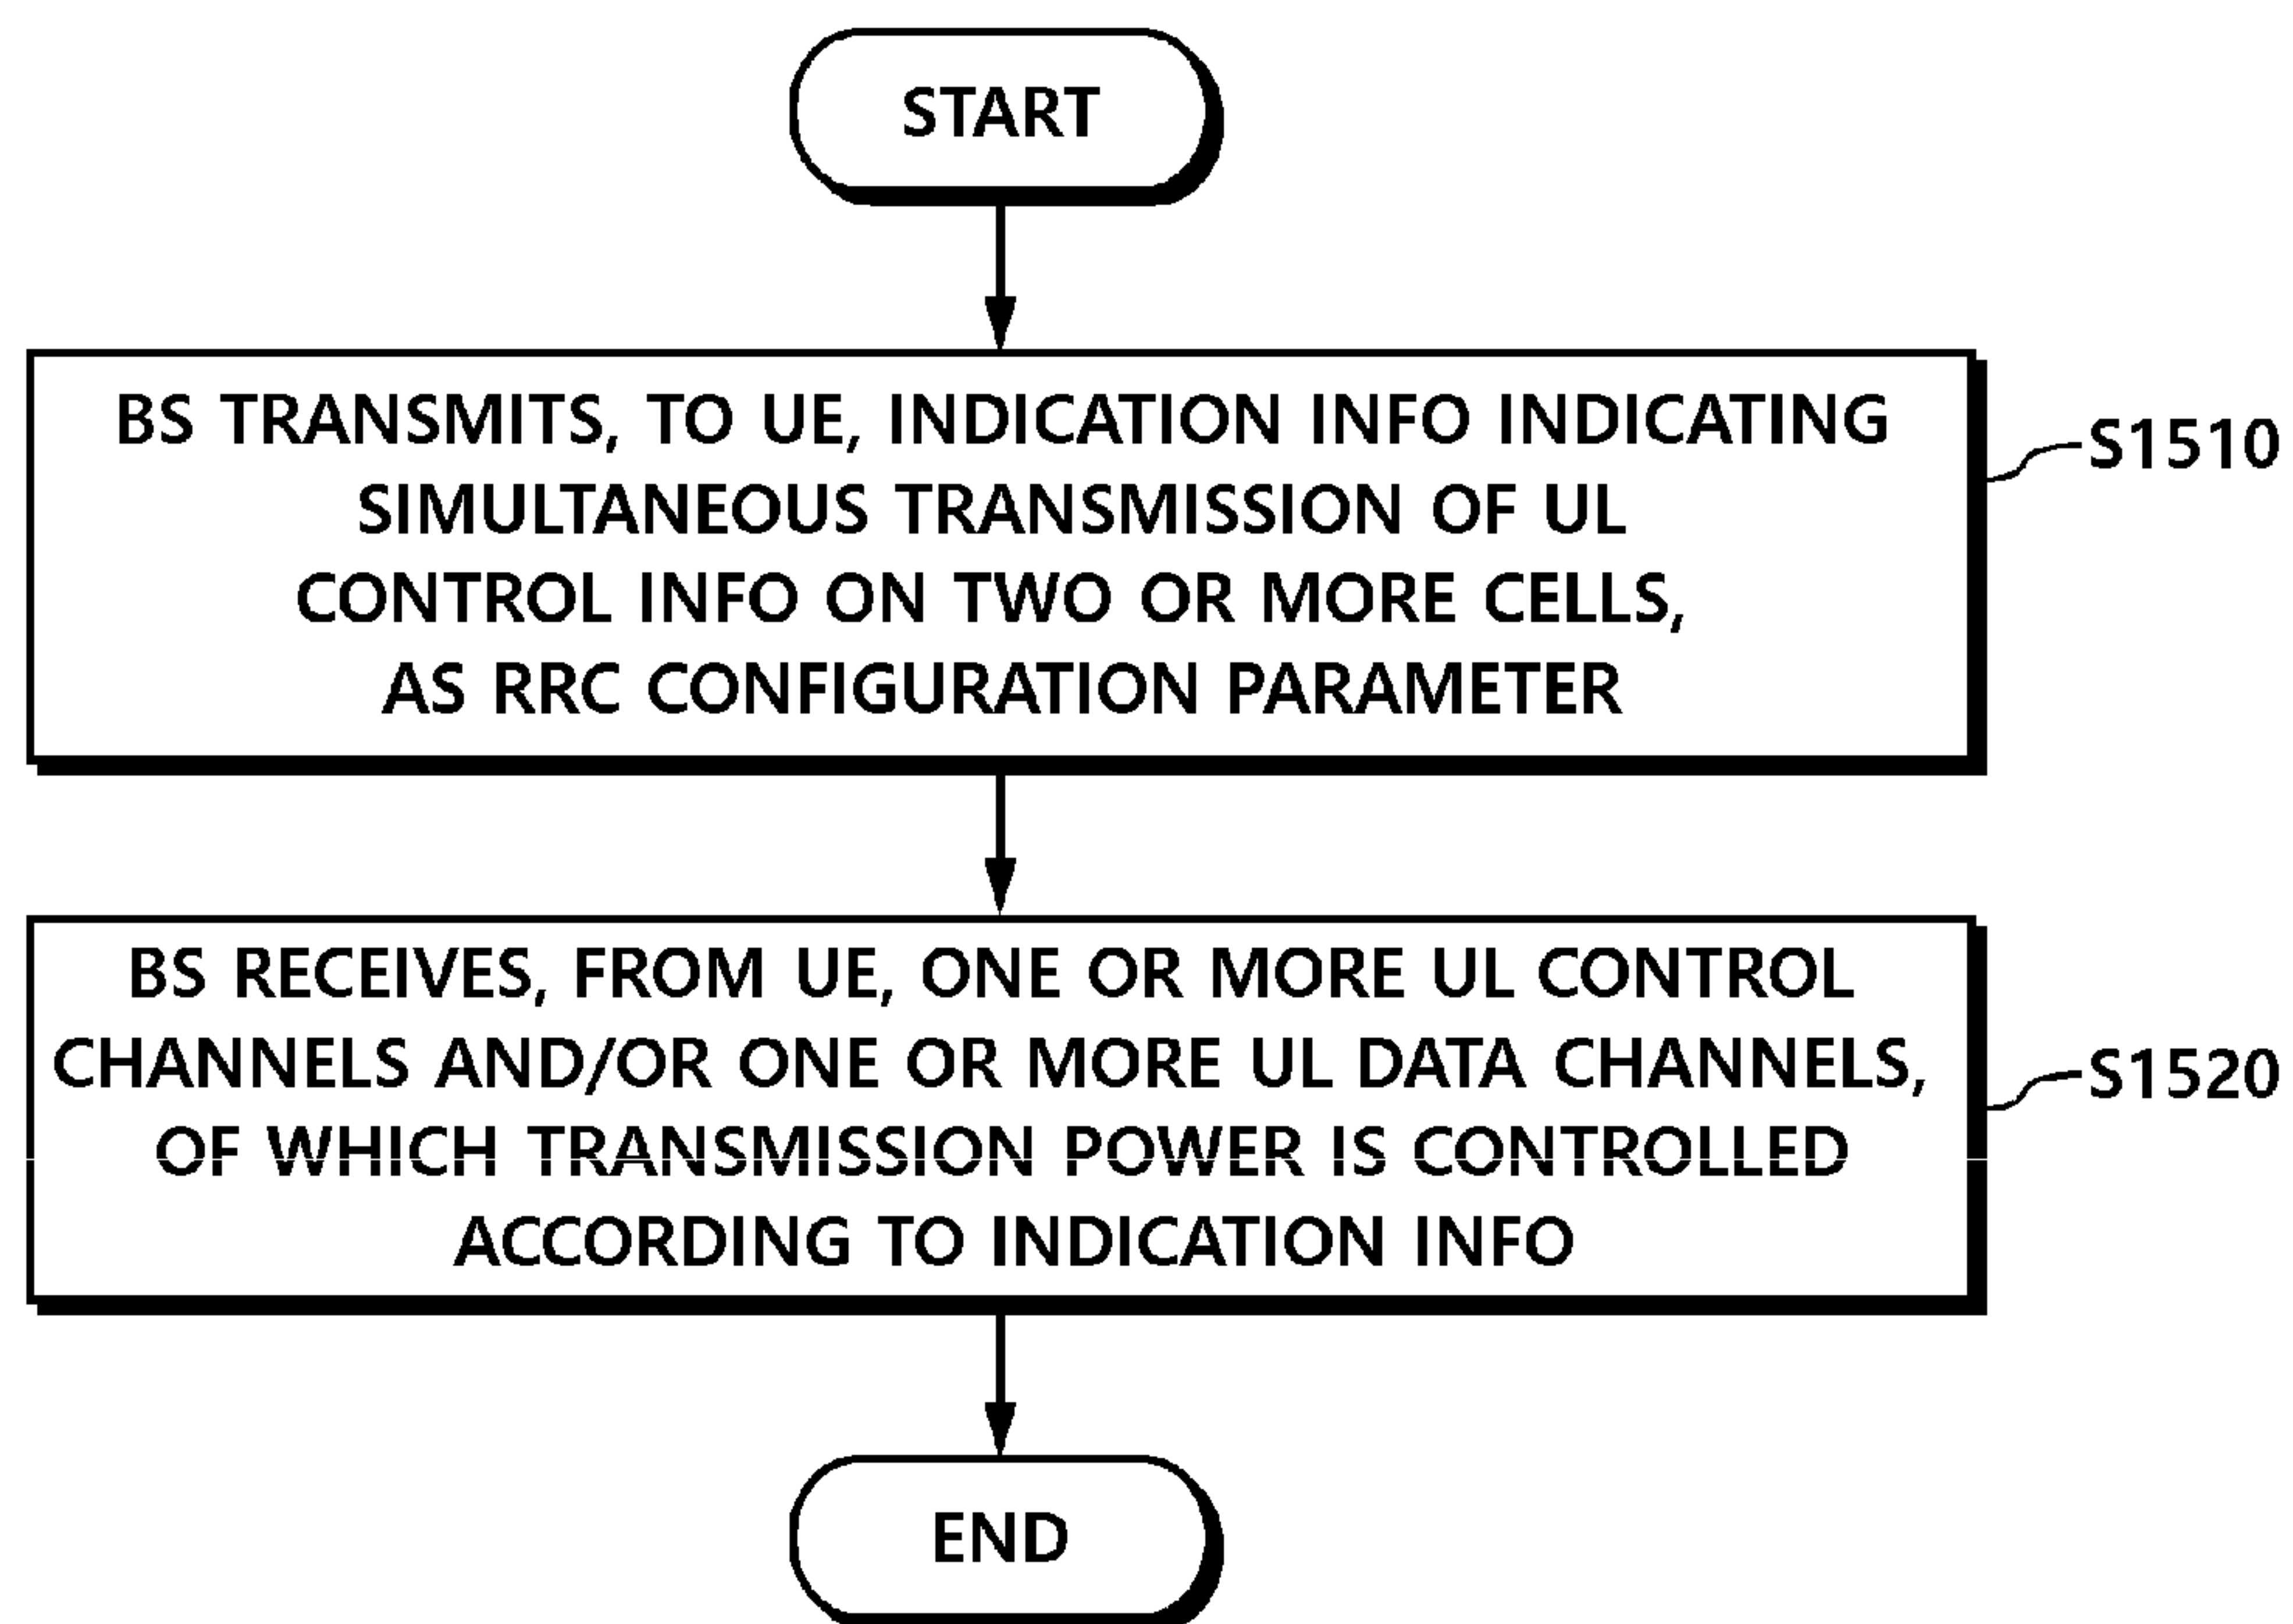 START
BS TRANSMITS, TO UE, INDICATION INFO INDICATING
SIMULTANEOUS TRANSMISSION OF UL
CONTROL INFO ON TWO OR MORE CELLS,
AS RRC CONFIGURATION PARAMETER
S1510
BS RECEIVES, FROM UE, ONE OR MORE UL CONTROL
CHANNELS AND/OR ONE OR MORE UL DATA CHANNELS,
OF WHICH TRANSMISSION POWER IS CONTROLLED
ACCORDING TO INDICATION INFO
S1520
END